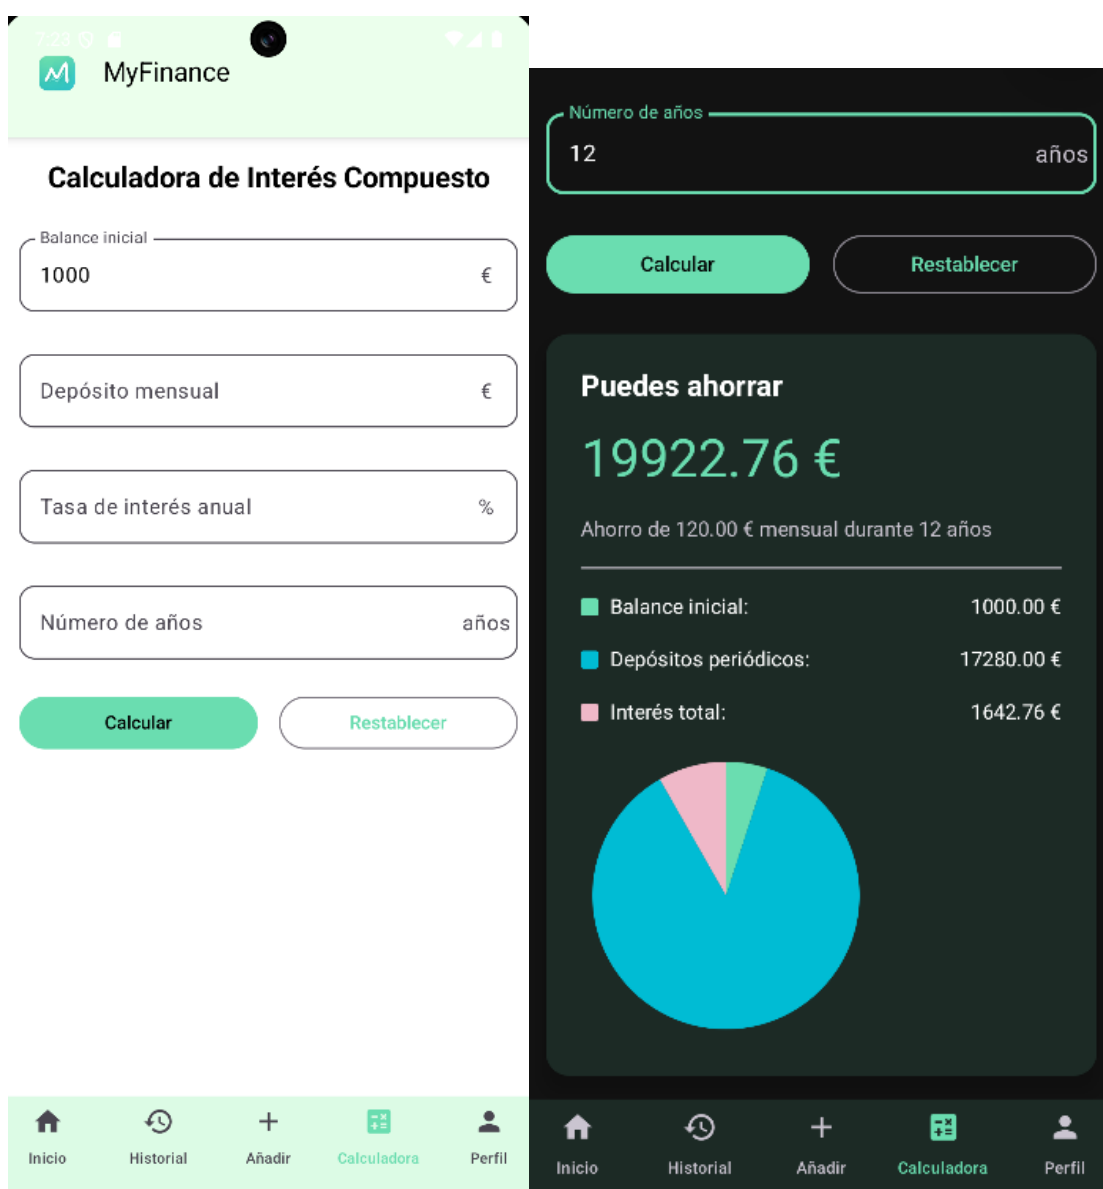 7:23
MyFinance
Calculadora de Interés Compuesto
Balance inicial
1000 €
Depósito mensual €
Tasa de interés anual %
Número de años años
Calcular Restablecer
Inicio Historial Añadir Calculadora Perfil
Número de años
12 años
Calcular Restablecer
Puedes ahorrar
19922.76 €
Ahorro de 120.00 € mensual durante 12 años
Balance inicial: 1000.00 €
Depósitos periódicos: 17280.00 €
Interés total: 1642.76 €
Inicio Historial Añadir Calculadora Perfil